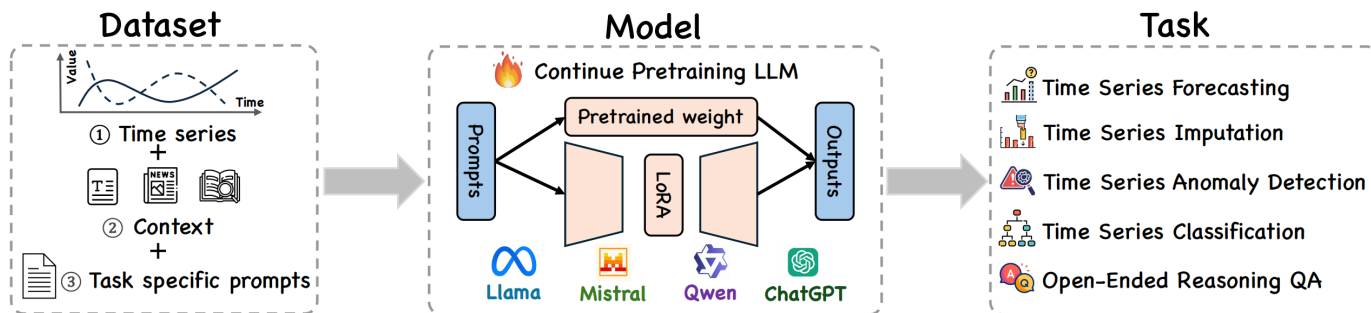 Dataset
Value
Time
① Time series
+
T
NEWS
② Context
+
③ Task specific prompts
Model
Continue Pretraining LLM
Prompts
Pretrained weight
LoRA
Outputs
Llama
Mistral
Qwen
ChatGPT
Task
?
Time Series Forecasting
Time Series Imputation
Time Series Anomaly Detection
Time Series Classification
A
Q
Open-Ended Reasoning QA